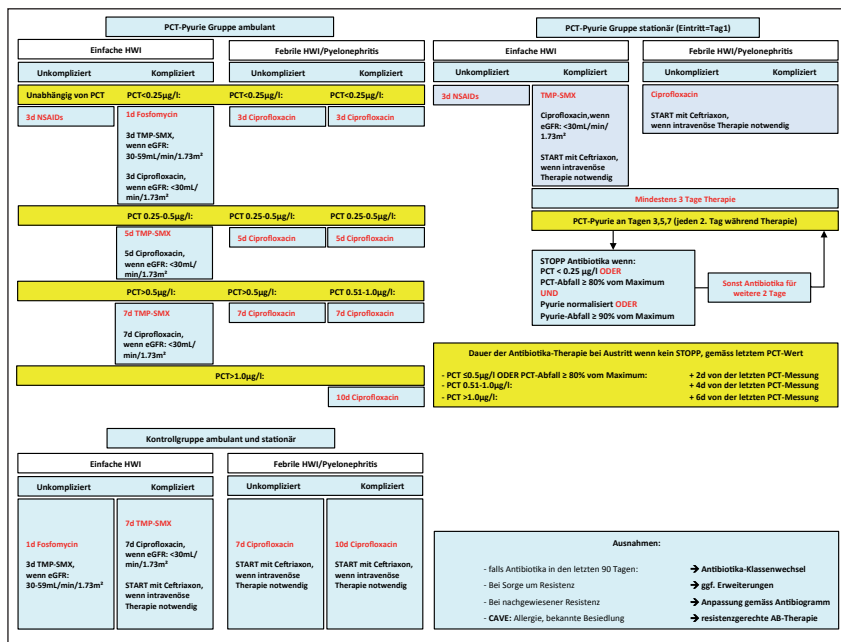 PCT-Pyurie Gruppe ambulant
Einfache HWI
Febrile HWI/Pyelonephritis
Unkompliziert
Kompliziert
Unkompliziert
Kompliziert
Unabhängig von PCT
PCT<0.25µg/l:
PCT<0.25µg/l:
PCT<0.25µg/l:
3d NSAIDs
1d Fosfomycin
3d TMP-SMX,
wenn eGFR:
30-59mL/min/1.73m²
3d Ciprofloxacin,
wenn eGFR: <30mL/
min/1.73m²
3d Ciprofloxacin
3d Ciprofloxacin
PCT 0.25-0.5µg/l:
PCT 0.25-0.5µg/l:
PCT 0.25-0.5µg/l:
5d TMP-SMX
5d Ciprofloxacin,
wenn eGFR: <30mL/
min/1.73m²
5d Ciprofloxacin
5d Ciprofloxacin
PCT>0.5µg/l:
PCT>0.5µg/l:
PCT 0.51-1.0µg/l:
7d TMP-SMX
7d Ciprofloxacin,
wenn eGFR: <30mL/
min/1.73m²
7d Ciprofloxacin
7d Ciprofloxacin
PCT>1.0µg/l:
10d Ciprofloxacin
PCT-Pyurie Gruppe stationär (Eintritt=Tag1)
Einfache HWI
Febrile HWI/Pyelonephritis
Unkompliziert
Kompliziert
Unkompliziert
Kompliziert
3d NSAIDs
TMP-SMX
Ciprofloxacin,wenn
eGFR: <30mL/min/
1.73m²
START mit Ceftriaxon,
wenn intravenöse
Therapie notwendig
Ciprofloxacin
START mit Ceftriaxon,
wenn intravenöse Therapie notwendig
Mindestens 3 Tage Therapie
PCT-Pyurie an Tagen 3,5,7 (jeden 2. Tag während Therapie)
STOPP Antibiotika wenn:
PCT < 0.25 µg/l ODER
PCT-Abfall ≥ 80% vom Maximum
UND
Pyurie normalisiert ODER
Pyurie-Abfall ≥ 90% vom Maximum
Sonst Antibiotika für
weitere 2 Tage
Dauer der Antibiotika-Therapie bei Austritt wenn kein STOPP, gemäss letztem PCT-Wert
- PCT ≤0.5µg/l ODER PCT-Abfall ≥ 80% vom Maximum: + 2d von der letzten PCT-Messung
- PCT 0.51-1.0µg/l: + 4d von der letzten PCT-Messung
- PCT >1.0µg/l: + 6d von der letzten PCT-Messung
Kontrollgruppe ambulant und stationär
Einfache HWI
Febrile HWI/Pyelonephritis
Unkompliziert
Kompliziert
Unkompliziert
Kompliziert
1d Fosfomycin
3d TMP-SMX,
wenn eGFR:
30-59mL/min/1.73m²
7d TMP-SMX
7d Ciprofloxacin,
wenn eGFR: <30mL/
min/1.73m²
START mit Ceftriaxon,
wenn intravenöse
Therapie notwendig
7d Ciprofloxacin
START mit Ceftriaxon,
wenn intravenöse
Therapie notwendig
10d Ciprofloxacin
START mit Ceftriaxon,
wenn intravenöse
Therapie notwendig
Ausnahmen:
- falls Antibiotika in den letzten 90 Tagen: → Antibiotika-Klassenwechsel
- Bei Sorge um Resistenz → ggf. Erweiterungen
- Bei nachgewiesener Resistenz → Anpassung gemäss Antibiogramm
- CAVE: Allergie, bekannte Besiedlung → resistenzgerechte AB-Therapie